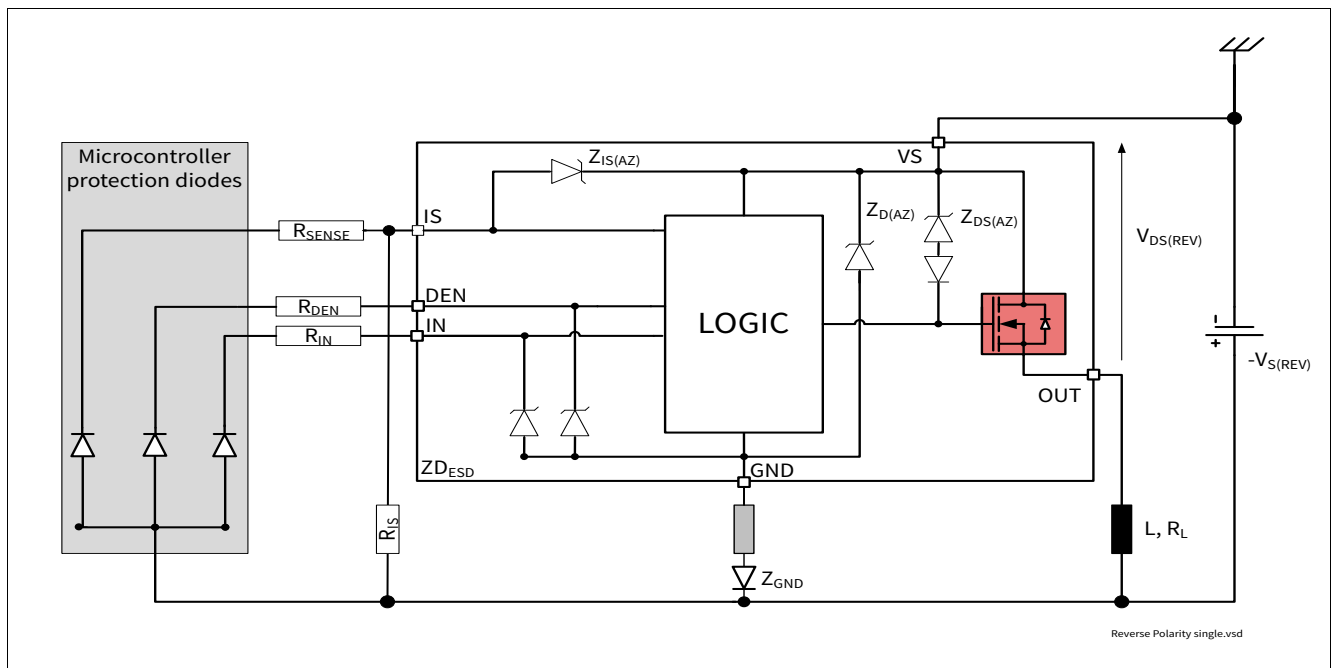 Microcontroller
protection diodes
Z_IS(AZ)
VS
IS
R_SENSE
Z_D(AZ)
Z_DS(AZ)
V_DS(REV)
DEN
R_DEN
IN
R_IN
LOGIC
-
+
-V_S(REV)
OUT
ZD_ESD
GND
R_IS
L, R_L
Z_GND
Reverse Polarity single.vsd